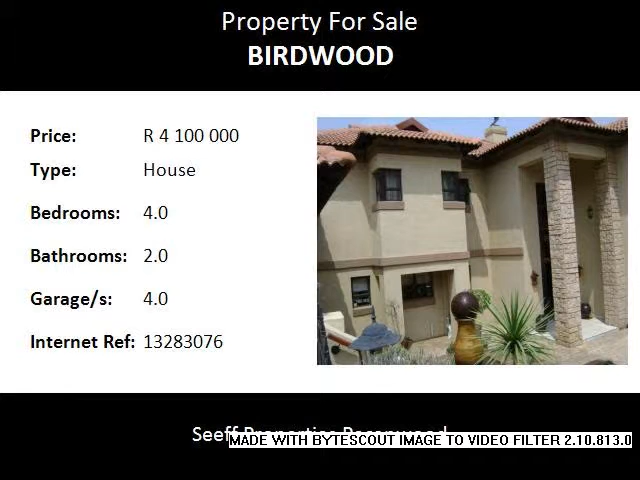 Property For Sale
BIRDWOOD
Price: R 4 100 000
Type: House
Bedrooms: 4.0
Bathrooms: 2.0
Garage/s: 4.0
Internet Ref: 13283076
Seeff Properties
MADE WITH BYTESCOUT IMAGE TO VIDEO FILTER 2.10.813.0